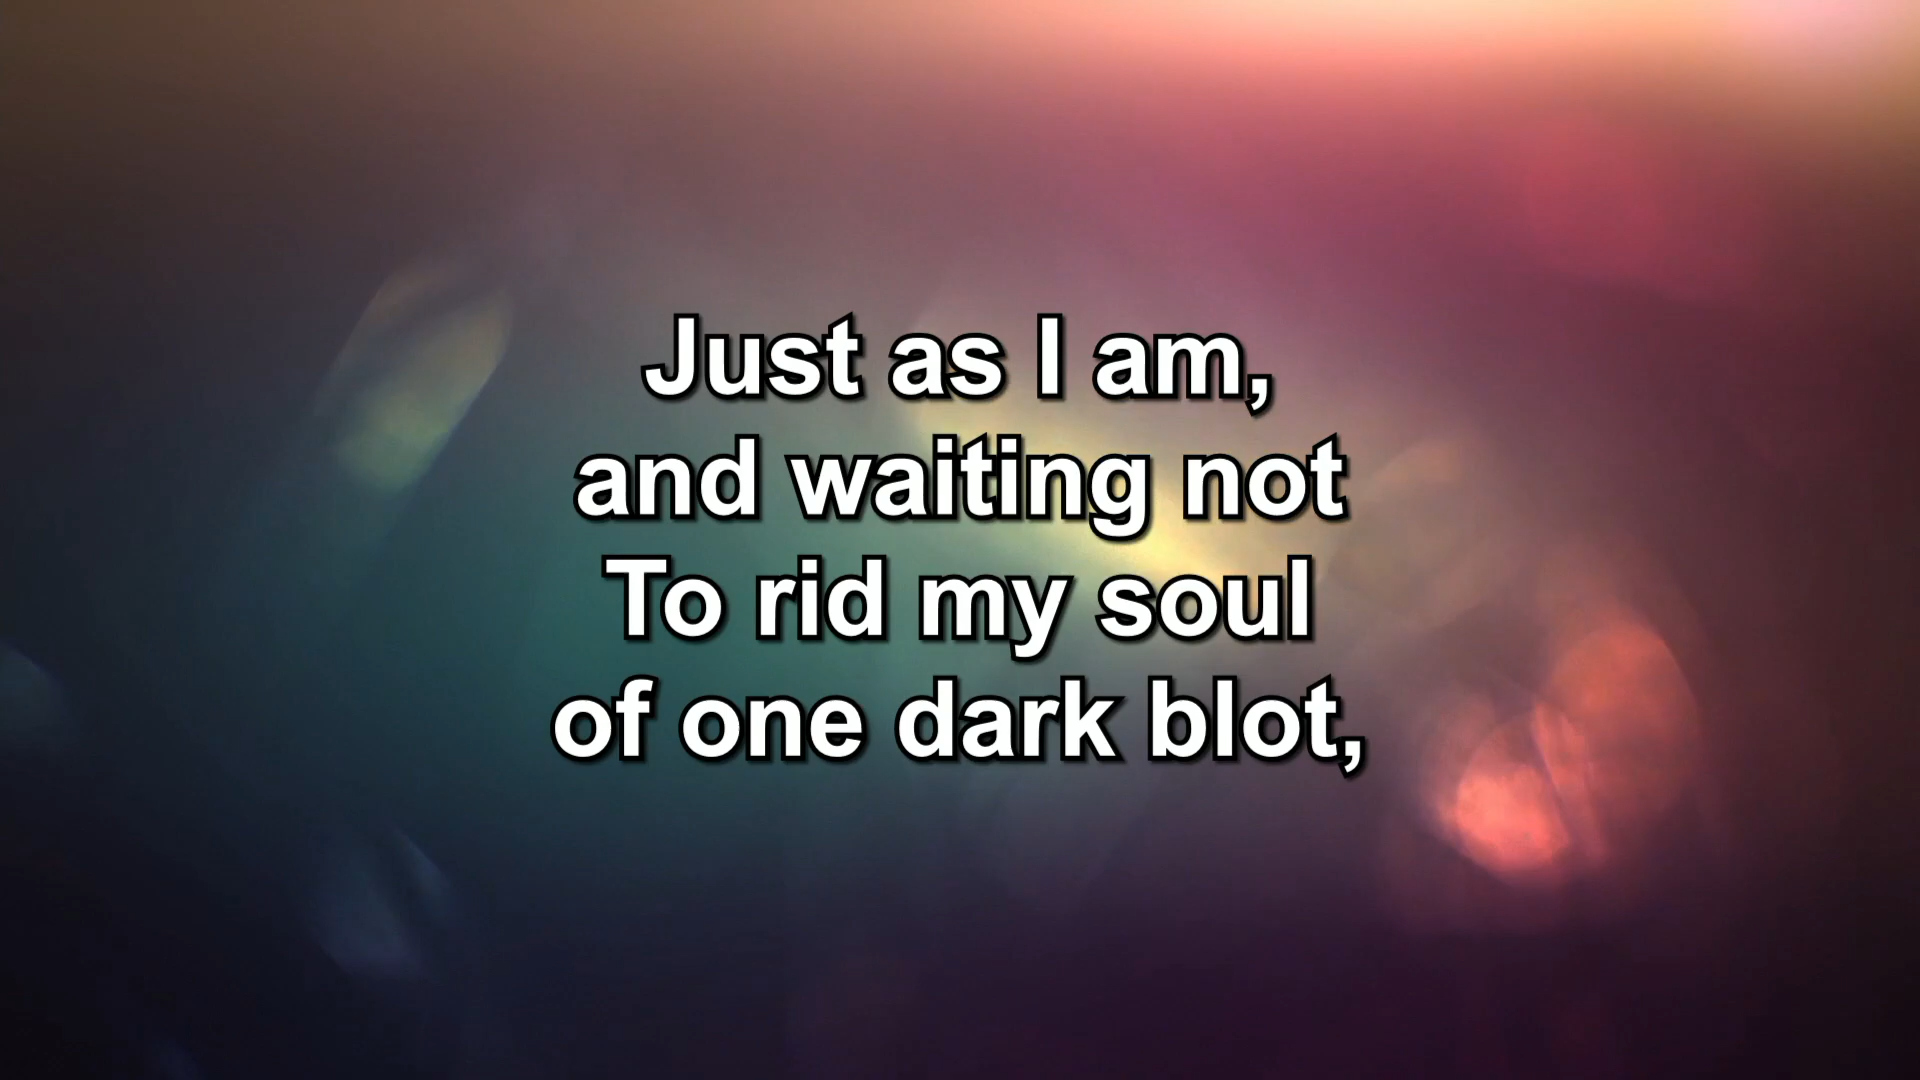 Just as I am,
and waiting not
To rid my soul
of one dark blot,